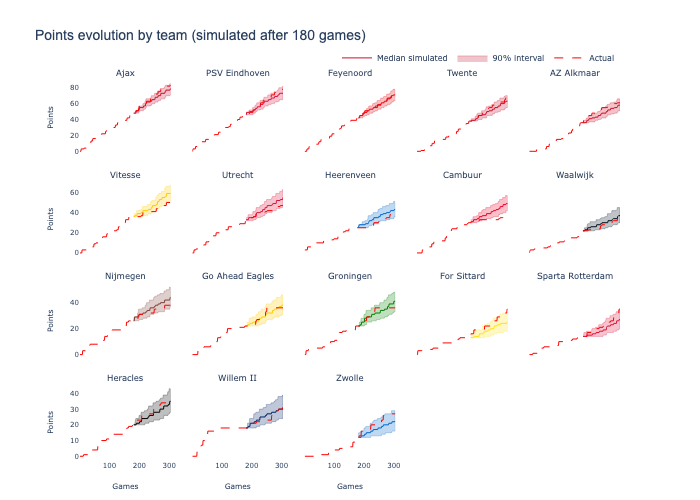 Points evolution by team (simulated after 180 games)
Median simulated 90% interval Actual
Ajax PSV Eindhoven Feyenoord Twente AZ Alkmaar
80
60
40
20
0
Points
Vitesse Utrecht Heerenveen Cambuur Waalwijk
60
40
20
0
Points
Nijmegen Go Ahead Eagles Groningen For Sittard Sparta Rotterdam
40
20
0
Points
Heracles Willem II Zwolle
40
30
20
10
0
Points
100 200 300 100 200 300 100 200 300
Games Games Games